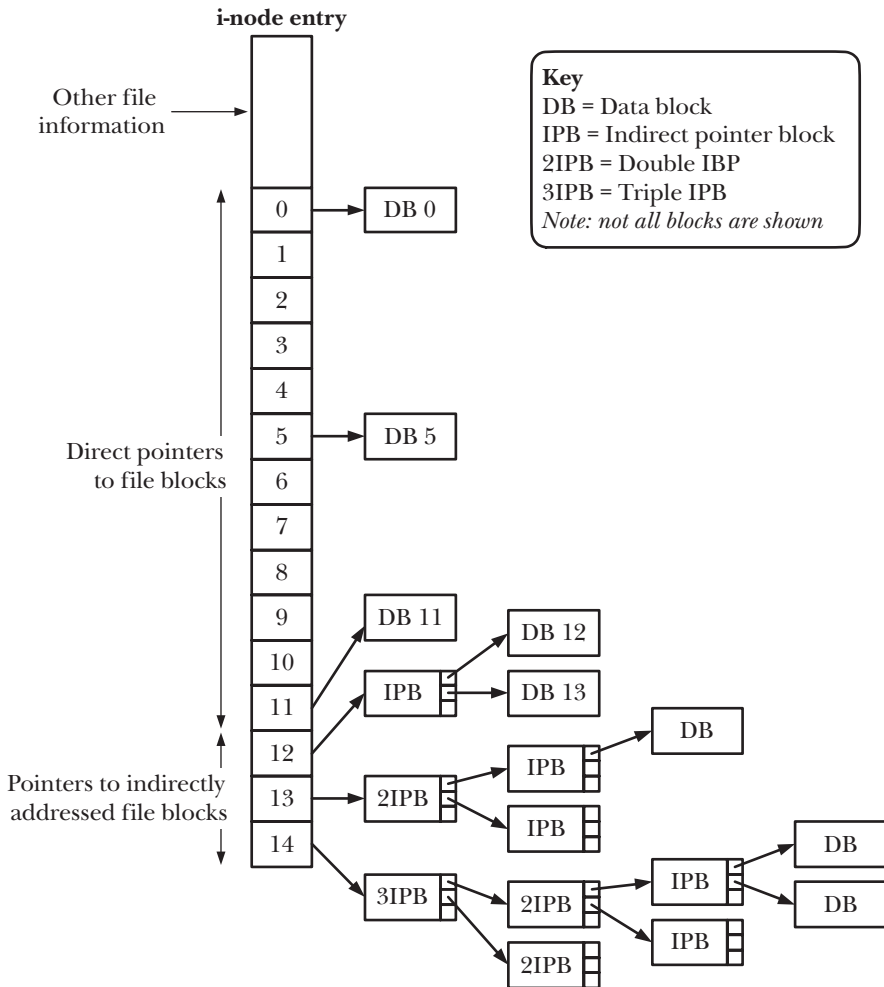 i-node entry
Other file
information
Key
DB = Data block
IPB = Indirect pointer block
2IPB = Double IBP
3IPB = Triple IPB
Note: not all blocks are shown
0
DB 0
1
2
3
4
5
DB 5
Direct pointers
to file blocks
6
7
8
9
DB 11
DB 12
10
11
IPB
DB 13
12
DB
Pointers to indirectly
addressed file blocks
13
2IPB
IPB
IPB
14
DB
3IPB
2IPB
IPB
DB
IPB
2IPB